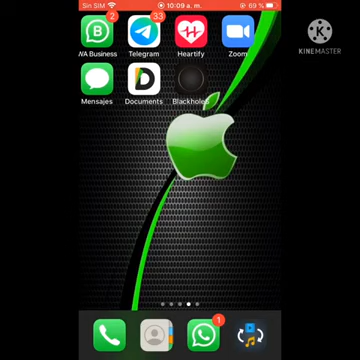 Sin SIM 10:09 a. m. 69 %
KINEMASTER
2
33
WA Business Telegram Heartify Zoom
Mensajes Documents Blackhole
1